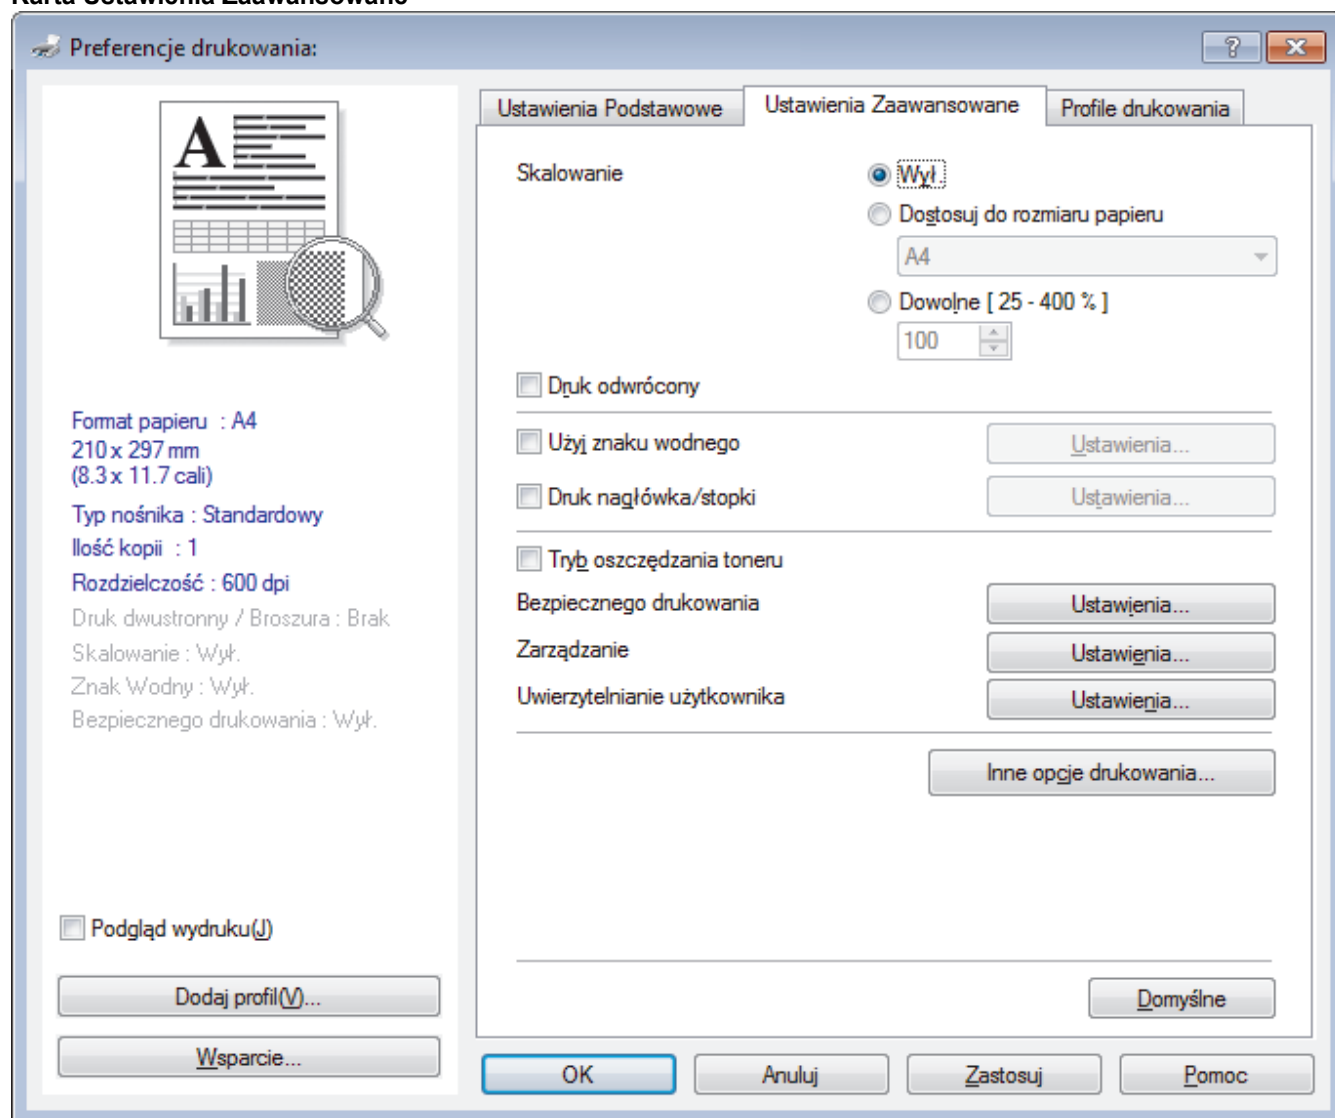 Karta Ustawienia Zaawansowane
Preferencje drukowania:
?
A
Format papieru : A4
210 x 297 mm
(8.3 x 11.7 cali)
Typ nośnika : Standardowy
Ilość kopii : 1
Rozdzielczość : 600 dpi
Druk dwustronny / Broszura : Brak
Skalowanie : Wył.
Znak Wodny : Wył.
Bezpiecznego drukowania : Wył.
Podgląd wydruku(J)
Dodaj profil(V)...
Wsparcie...
Ustawienia Podstawowe
Ustawienia Zaawansowane
Profile drukowania
Skalowanie
Wył.
Dostosuj do rozmiaru papieru
A4
Dowolne [ 25 - 400 % ]
100
Druk odwrócony
Użyj znaku wodnego
Ustawienia...
Druk nagłówka/stopki
Ustawienia...
Tryb oszczędzania toneru
Bezpiecznego drukowania
Ustawienia...
Zarządzanie
Ustawienia...
Uwierzytelnianie użytkownika
Ustawienia...
Inne opcje drukowania...
Domyślne
OK
Anuluj
Zastosuj
Pomoc